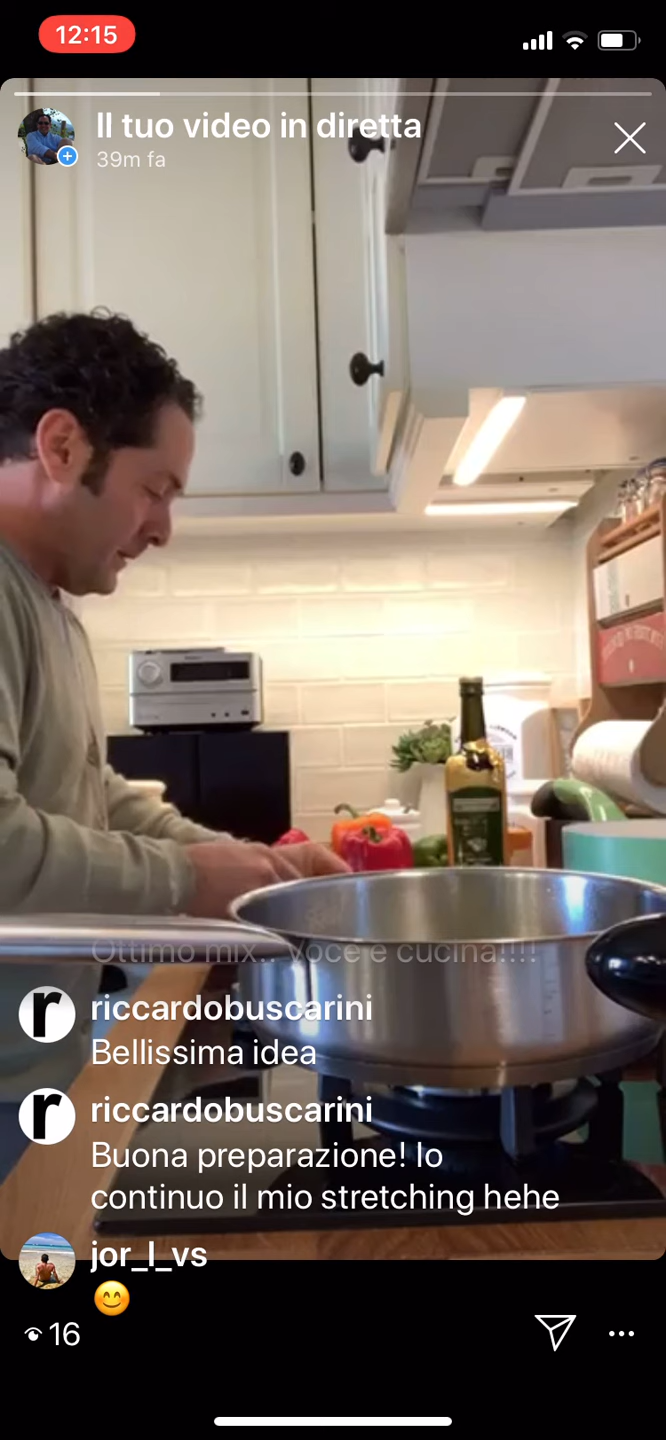 12:15
Il tuo video in diretta
39m fa
Ottimo mix.. voce e cucina!!!!
riccardobuscarini
Bellissima idea
riccardobuscarini
Buona preparazione! Io
continuo il mio stretching hehe
jor_l_vs
😊
16